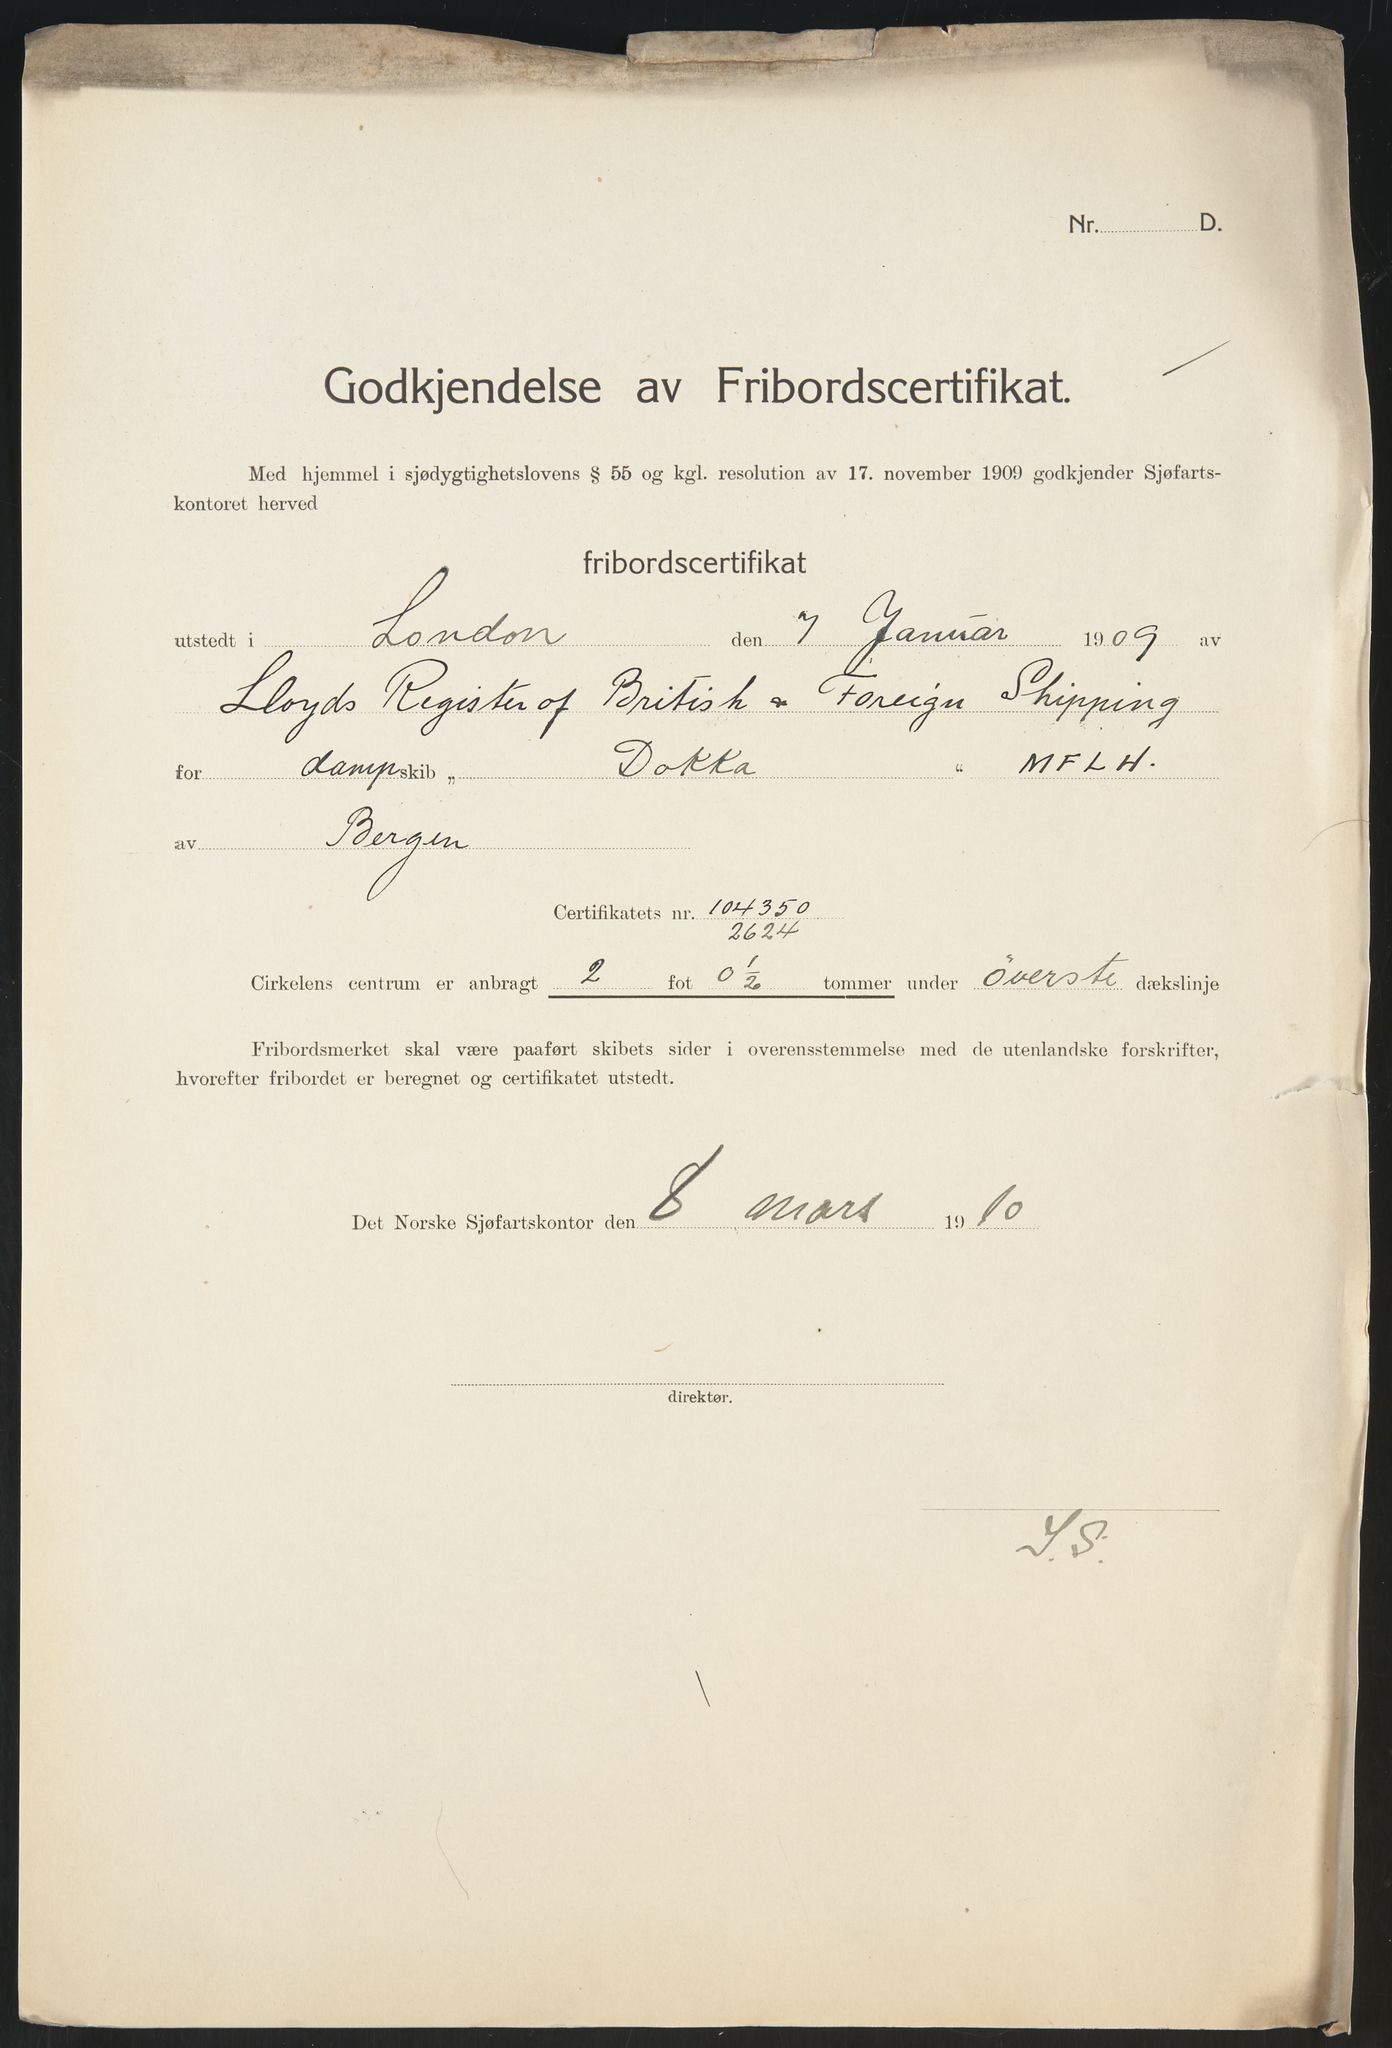 Nr. D.
Godkjendelse av Fribordscertifikat.
Med hjemmel i sjødygtighetslovens § 55 og kgl. resolution av 17. november 1909 godkjender Sjøfarts-
kontoret herved
fribordscertifikat
utstedt i London den 7 Januar 1909 av
Lloyds Register of British & Foreign Shipping
for dampskib „ Dokka “ MFLH.
av Bergen
Certifikatets nr. 104350
2624
Cirkelens centrum er anbragt 2 fot 0 1/2 tommer under överste dækslinje
Fribordsmerket skal være paaført skibets sider i overensstemmelse med de utenlandske forskrifter,
hvorefter fribordet er beregnet og certifikatet utstedt.
Det Norske Sjøfartskontor den 8 mars 1910
direktør.
J.S.